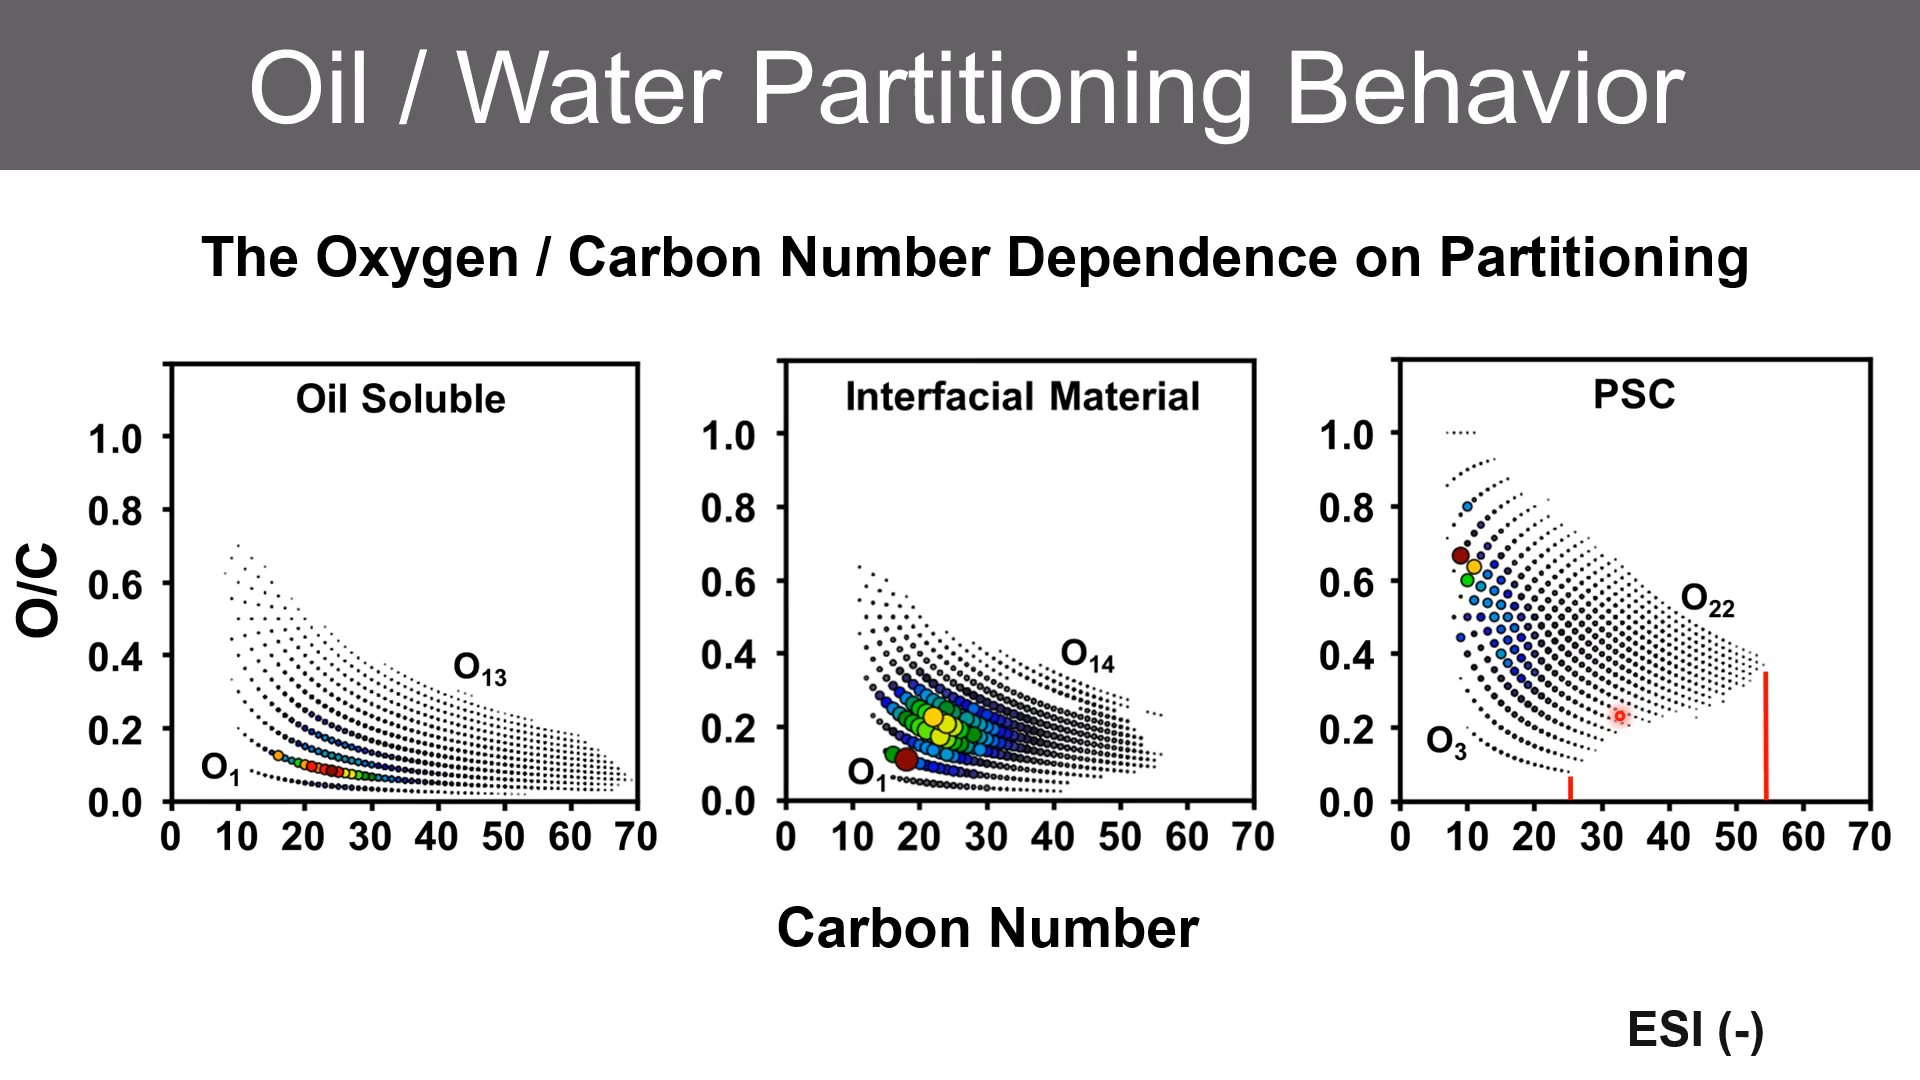 Oil / Water Partitioning Behavior
The Oxygen / Carbon Number Dependence on Partitioning
O/C
Oil Soluble
1.0
0.8
0.6
0.4
0.2
0.0
O13
O1
0 10 20 30 40 50 60 70
Interfacial Material
1.0
0.8
0.6
0.4
0.2
0.0
O14
O1
0 10 20 30 40 50 60 70
PSC
1.0
0.8
0.6
0.4
0.2
0.0
O22
O3
0 10 20 30 40 50 60 70
Carbon Number
ESI (-)